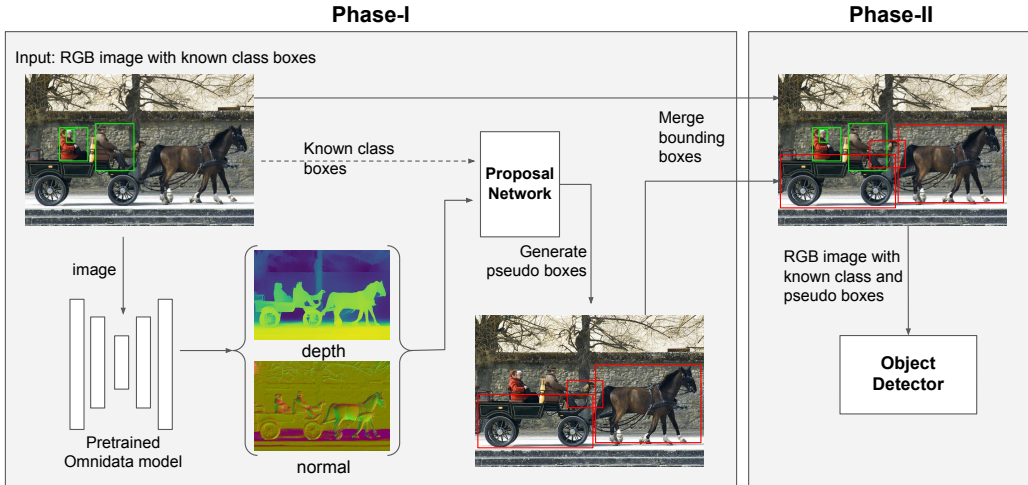 Phase-I
Phase-II
Input: RGB image with known class boxes
Known class
boxes
Proposal
Network
Merge
bounding
boxes
image
Generate
pseudo boxes
RGB image with
known class and
pseudo boxes
depth
Object
Detector
Pretrained
Omnidata model
normal